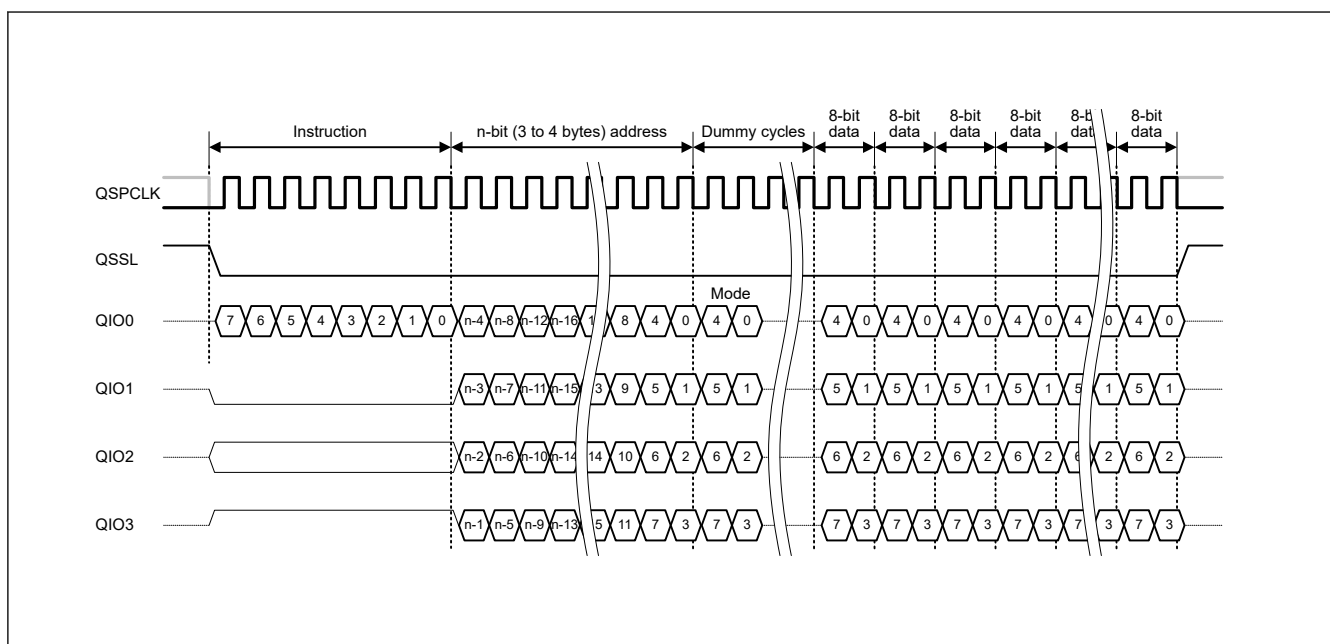 8-bit data 8-bit data 8-bit data 8-bit data 8-bit 8-bit data
Instruction n-bit (3 to 4 bytes) address Dummy cycles
QSPCLK
QSSL
Mode
QIO0 7 6 5 4 3 2 1 0 n-4 n-8 n-12 n-16 8 4 0 4 0 4 0 4 0 4 0 4 0 4 0 4 0
QIO1 n-3 n-7 n-11 n-15 9 5 1 5 1 5 1 5 1 5 1 5 1 5 1 5 1
QIO2 n-2 n-6 n-10 n-14 14 10 6 2 6 2 6 2 6 2 6 2 6 2 6 2 6 2
QIO3 n-1 n-5 n-9 n-13 11 7 3 7 3 7 3 7 3 7 3 7 3 7 3 7 3